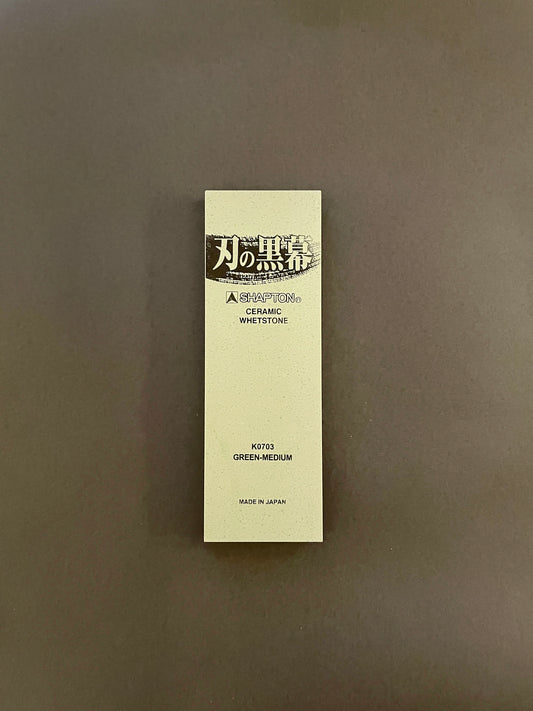 刃の黒幕
SHAPTON®
CERAMIC
WHETSTONE
K0703
GREEN-MEDIUM
MADE IN JAPAN